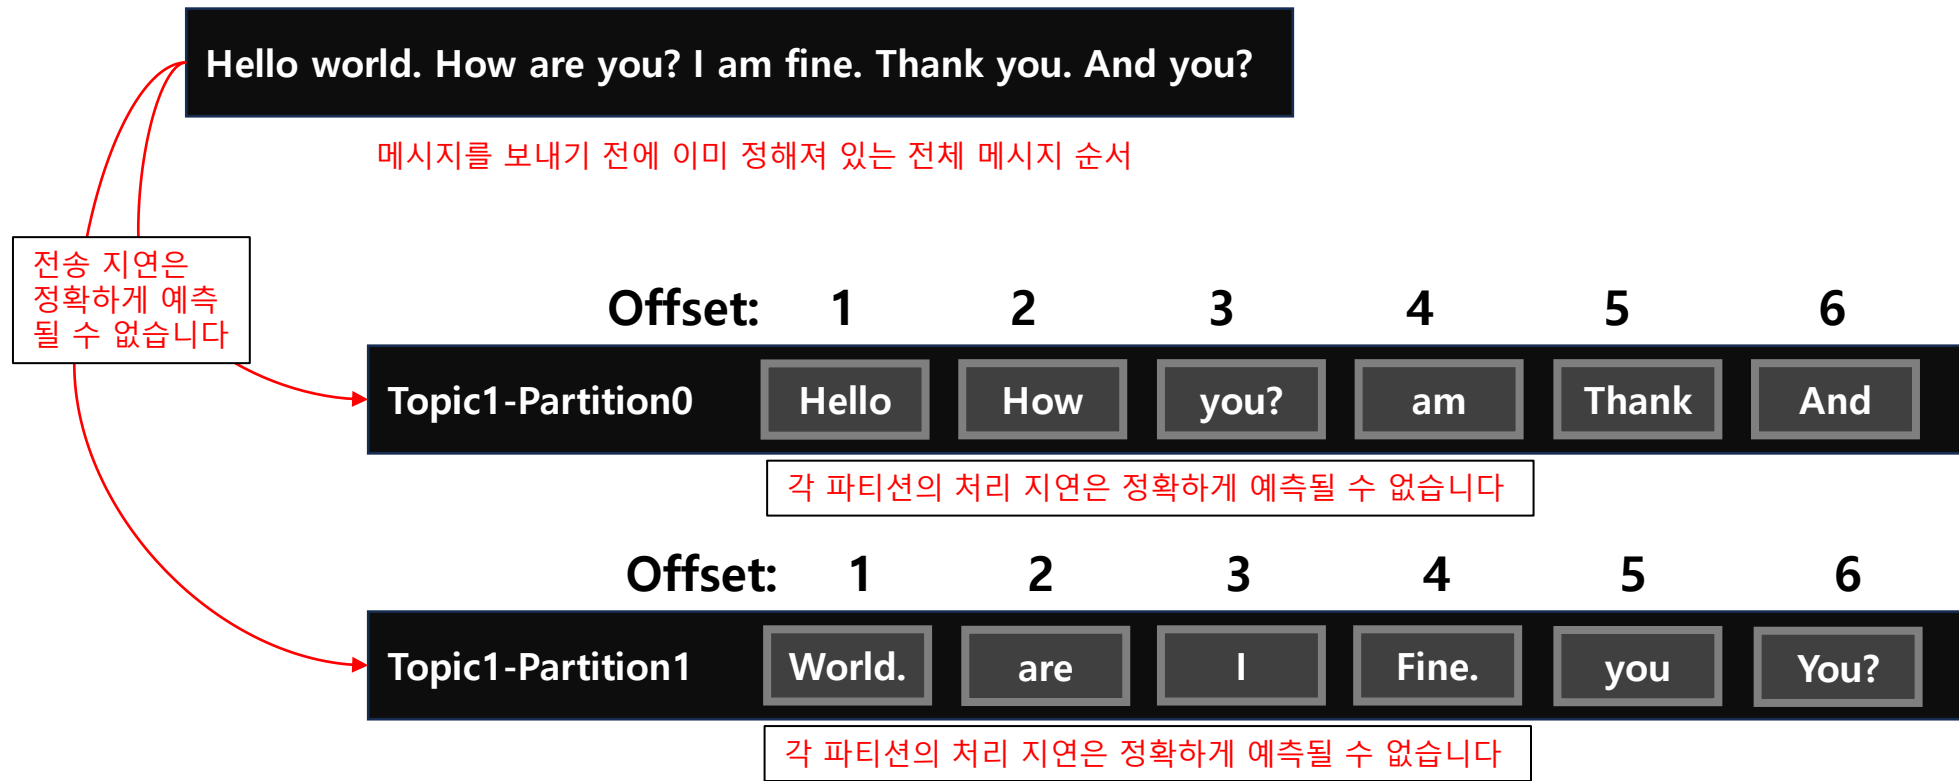 Hello world. How are you? I am fine. Thank you. And you?
메시지를 보내기 전에 이미 정해져 있는 전체 메시지 순서
전송 지연은
정확하게 예측
될 수 없습니다
Offset: 1 2 3 4 5 6
Topic1-Partition0 Hello How you? am Thank And
각 파티션의 처리 지연은 정확하게 예측될 수 없습니다
Offset: 1 2 3 4 5 6
Topic1-Partition1 World. are I Fine. you You?
각 파티션의 처리 지연은 정확하게 예측될 수 없습니다